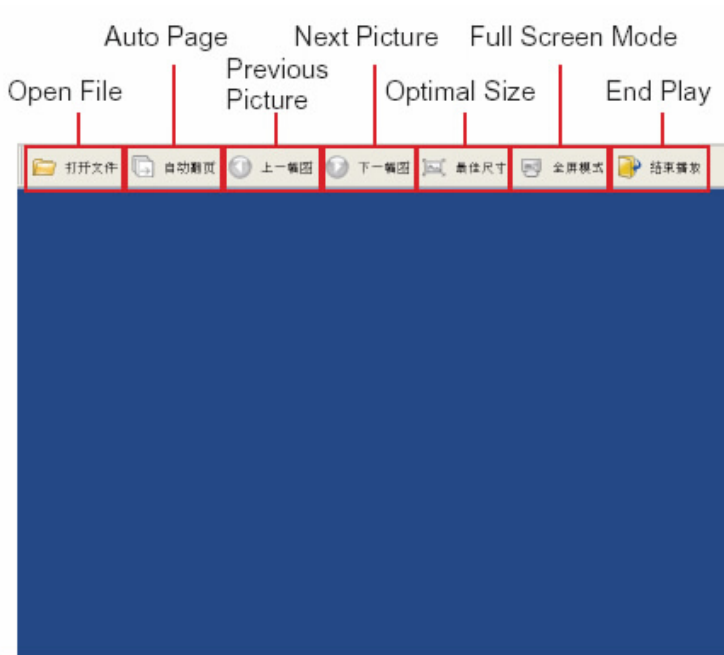 Auto Page Next Picture Full Screen Mode
Open File Previous Picture Optimal Size End Play
打开文件 自动翻页 上一幅图 下一幅图 最佳尺寸 全屏模式 结束播放